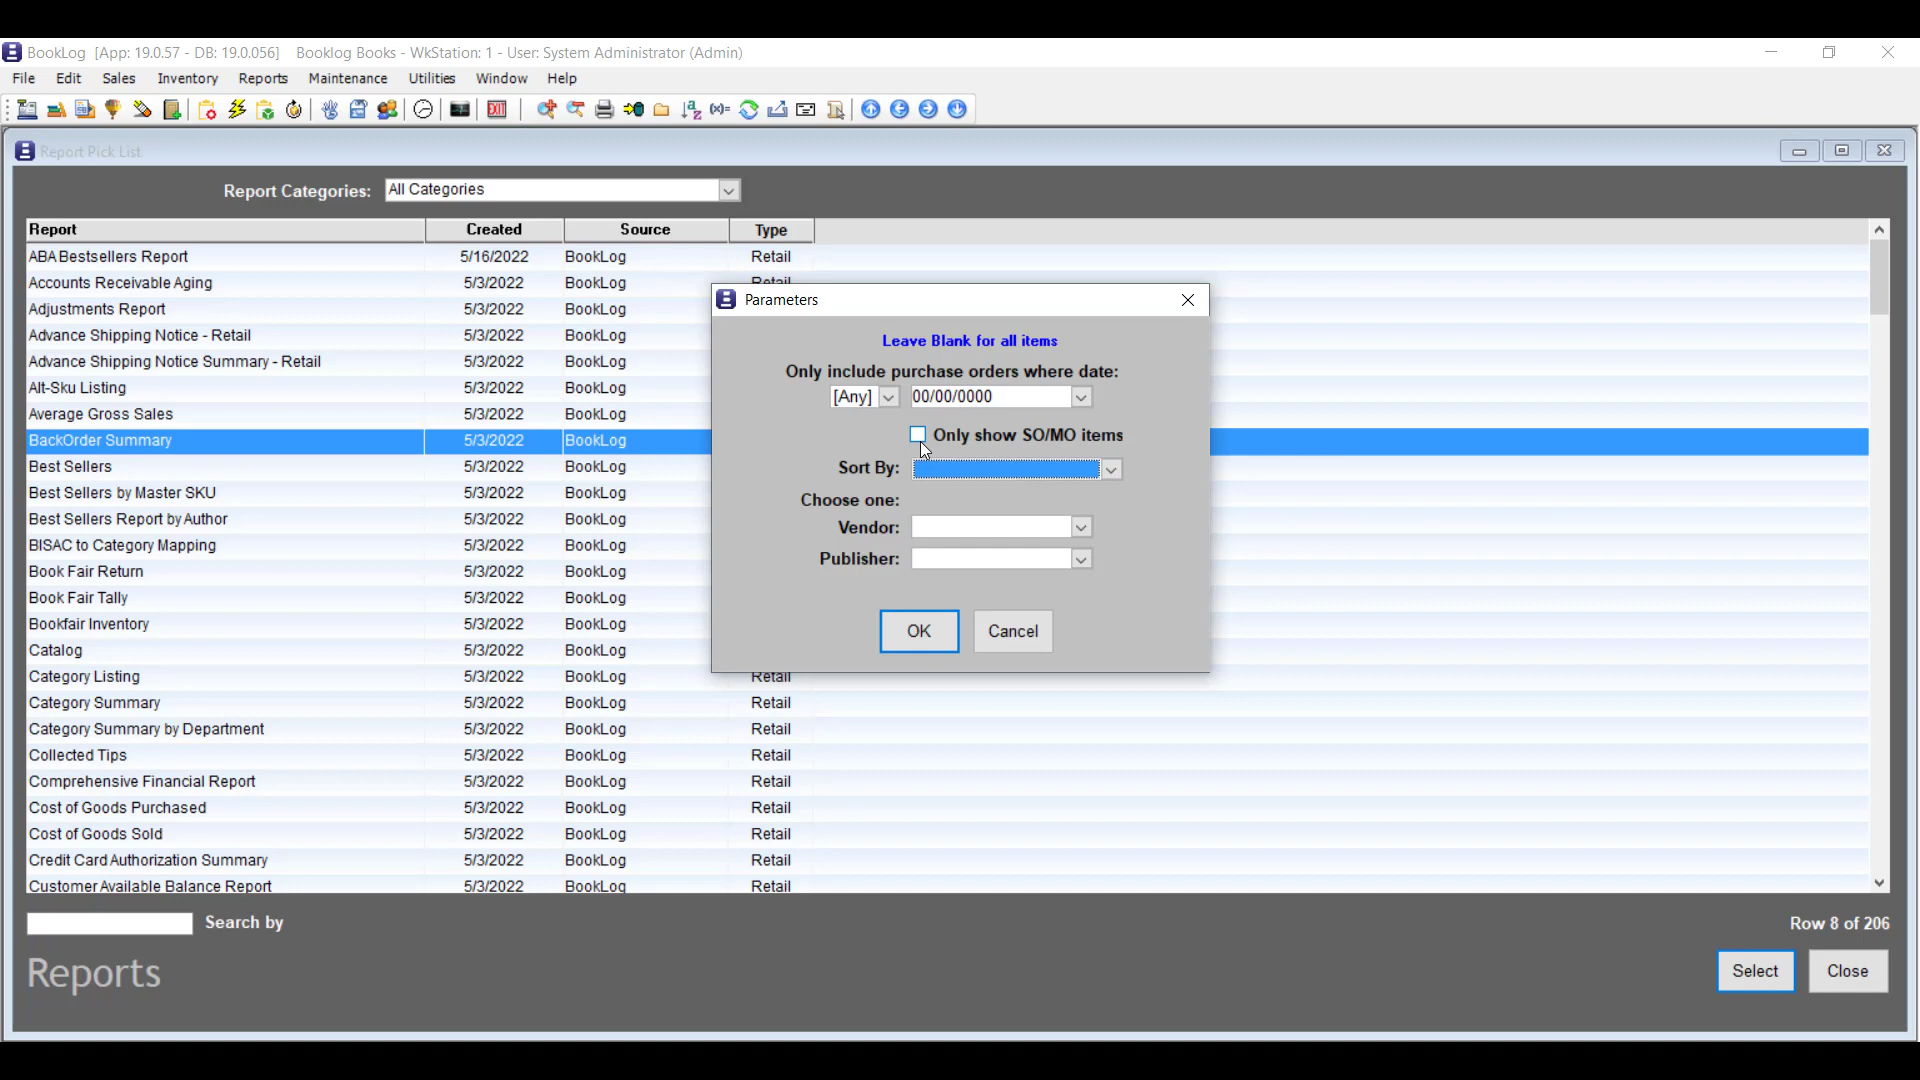 BookLog [App: 19.0.57 - DB: 19.0.056] Booklog Books - WkStation: 1 - User: System Administrator (Admin)
File Edit Sales Inventory Reports Maintenance Utilities Window Help
EXIT
Report Pick List
Report Categories: All Categories
Report Created Source Type
ABA Bestsellers Report 5/16/2022 BookLog Retail
Accounts Receivable Aging 5/3/2022 BookLog Retail
Adjustments Report 5/3/2022 BookLog
Advance Shipping Notice - Retail 5/3/2022 BookLog
Advance Shipping Notice Summary - Retail 5/3/2022 BookLog
Alt-Sku Listing 5/3/2022 BookLog
Average Gross Sales 5/3/2022 BookLog
BackOrder Summary 5/3/2022 BookLog
Best Sellers 5/3/2022 BookLog
Best Sellers by Master SKU 5/3/2022 BookLog
Best Sellers Report by Author 5/3/2022 BookLog
BISAC to Category Mapping 5/3/2022 BookLog
Book Fair Return 5/3/2022 BookLog
Book Fair Tally 5/3/2022 BookLog
Bookfair Inventory 5/3/2022 BookLog
Catalog 5/3/2022 BookLog
Category Listing 5/3/2022 BookLog Retail
Category Summary 5/3/2022 BookLog Retail
Category Summary by Department 5/3/2022 BookLog Retail
Collected Tips 5/3/2022 BookLog Retail
Comprehensive Financial Report 5/3/2022 BookLog Retail
Cost of Goods Purchased 5/3/2022 BookLog Retail
Cost of Goods Sold 5/3/2022 BookLog Retail
Credit Card Authorization Summary 5/3/2022 BookLog Retail
Customer Available Balance Report 5/3/2022 BookLog Retail
Parameters
Leave Blank for all items
Only include purchase orders where date:
[Any] 00/00/0000
Only show SO/MO items
Sort By:
Choose one:
Vendor:
Publisher:
OK Cancel
Search by
Row 8 of 206
Reports
Select Close